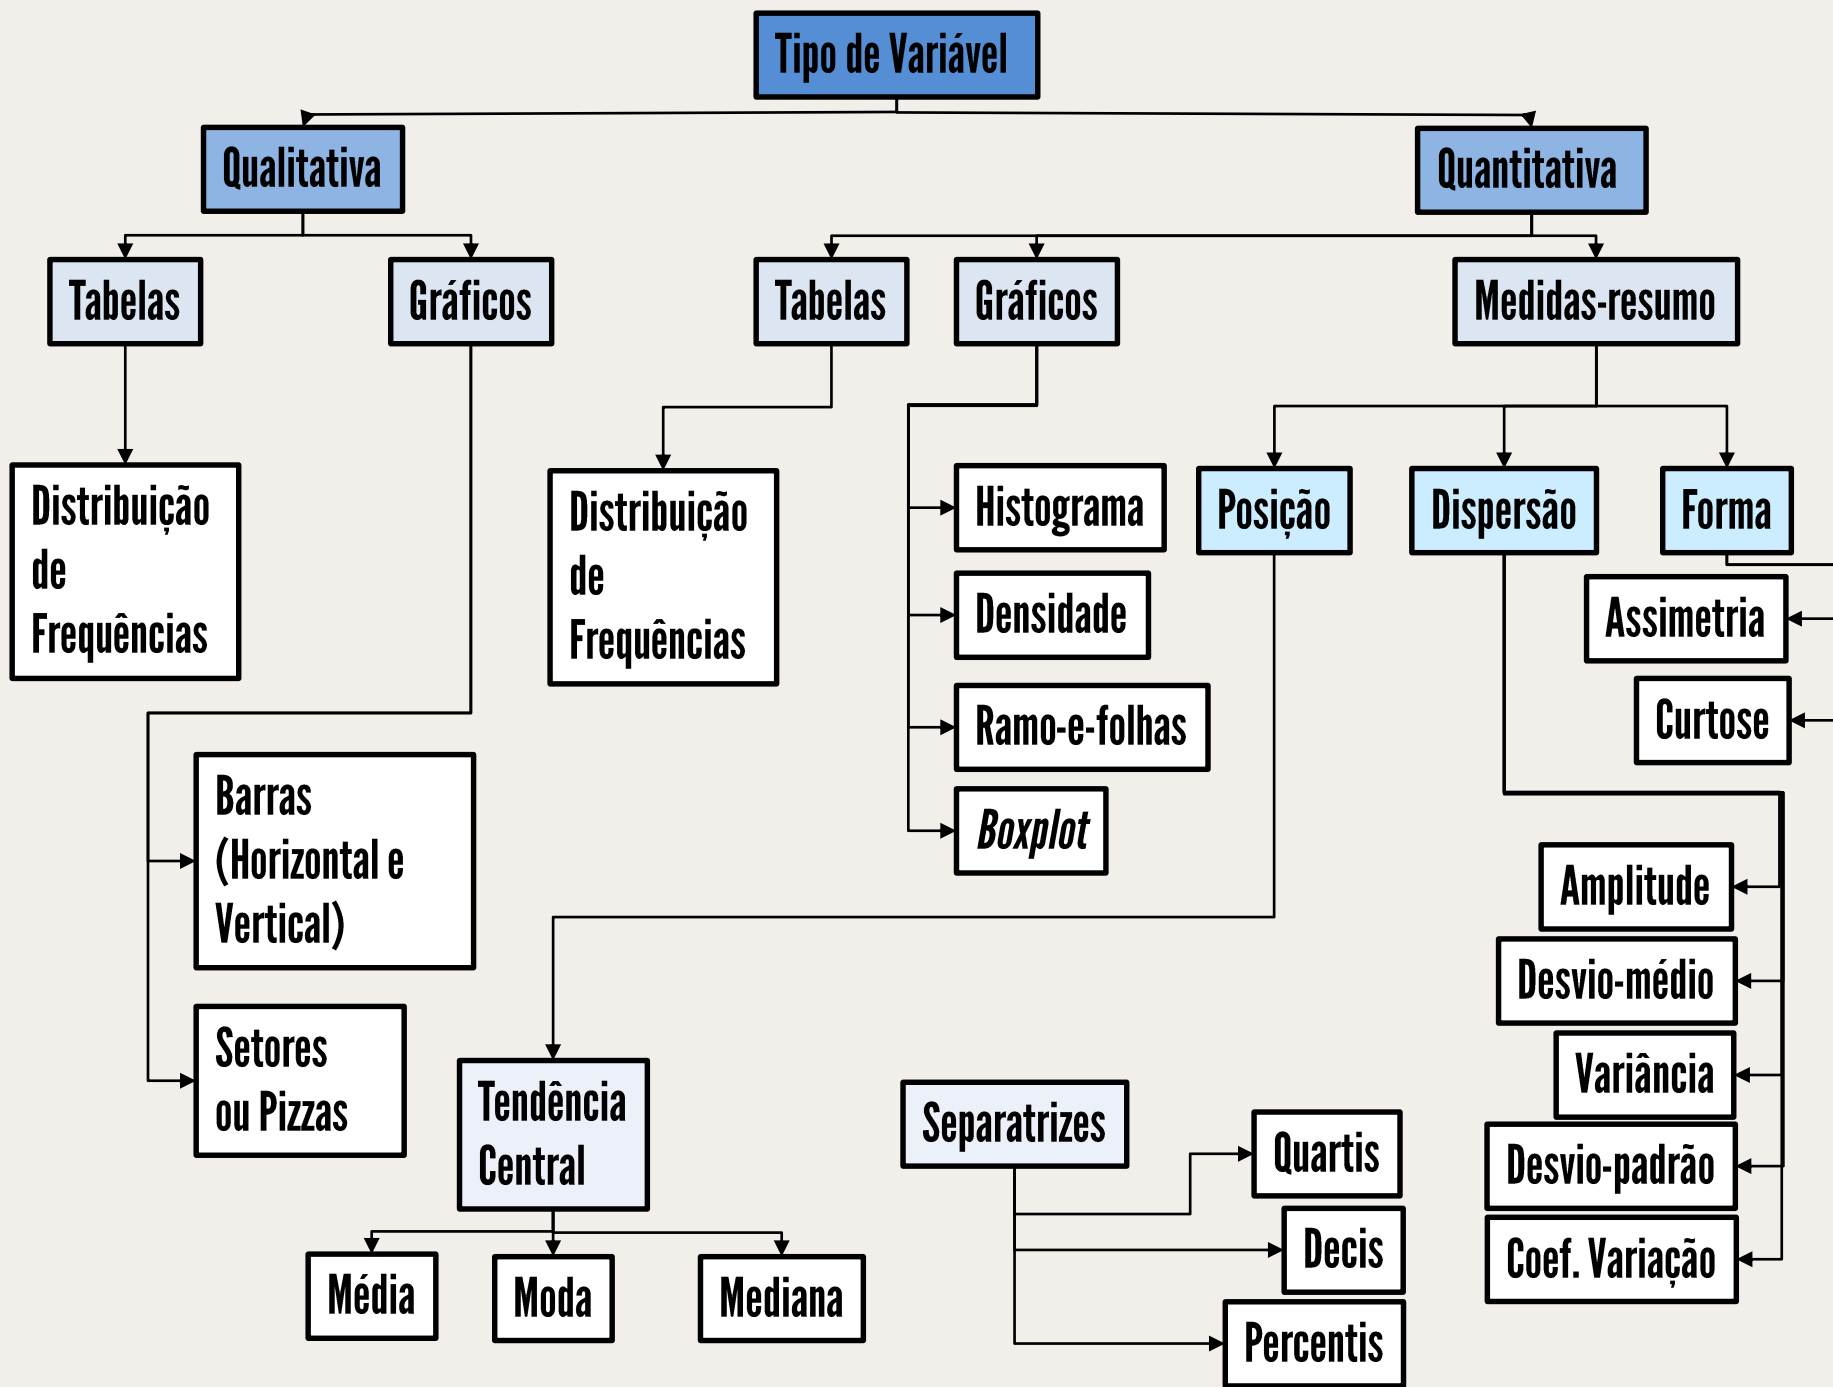 Tipo de Variável
Qualitativa
Quantitativa
Tabelas
Gráficos
Tabelas
Gráficos
Medidas-resumo
Distribuição
de
Frequências
Distribuição
de
Frequências
Histograma
Densidade
Ramo-e-folhas
Boxplot
Posição
Dispersão
Forma
Assimetria
Curtose
Barras
(Horizontal e
Vertical)
Setores
ou Pizzas
Tendência
Central
Média
Moda
Mediana
Separatrizes
Quartis
Decis
Percentis
Amplitude
Desvio-médio
Variância
Desvio-padrão
Coef. Variação